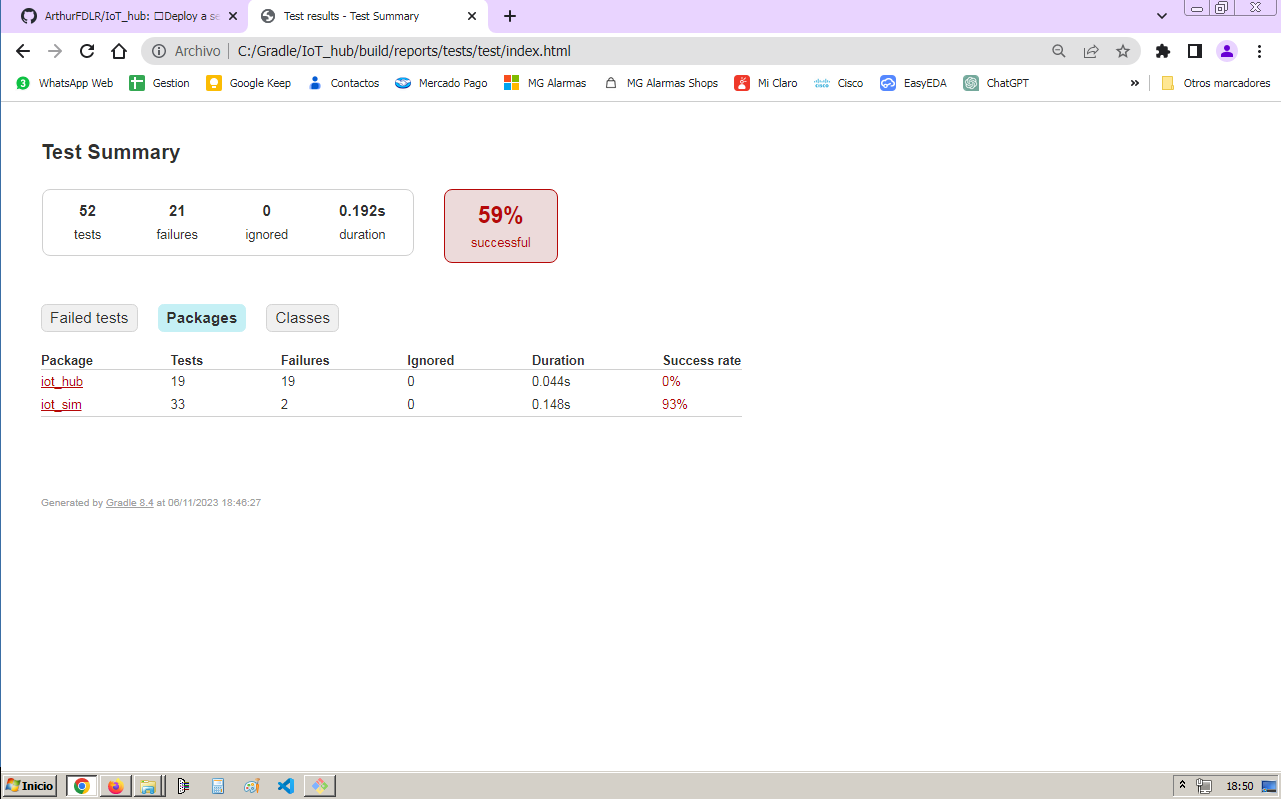 ArthurFDLR/IoT_hub: Deploy a se
Test results - Test Summary
Archivo
C:/Gradle/IoT_hub/build/reports/tests/test/index.html
3 WhatsApp Web Gestion Google Keep Contactos Mercado Pago MG Alarmas MG Alarmas Shops Mi Claro cisco Cisco EasyEDA ChatGPT » Otros marcadores
Test Summary
52 21 0 0.192s
tests failures ignored duration
59%
successful
Failed tests Packages Classes
Package Tests Failures Ignored Duration Success rate
iot_hub 19 19 0 0.044s 0%
iot_sim 33 2 0 0.148s 93%
Generated by Gradle 8.4 at 06/11/2023 18:46:27
Inicio
18:50